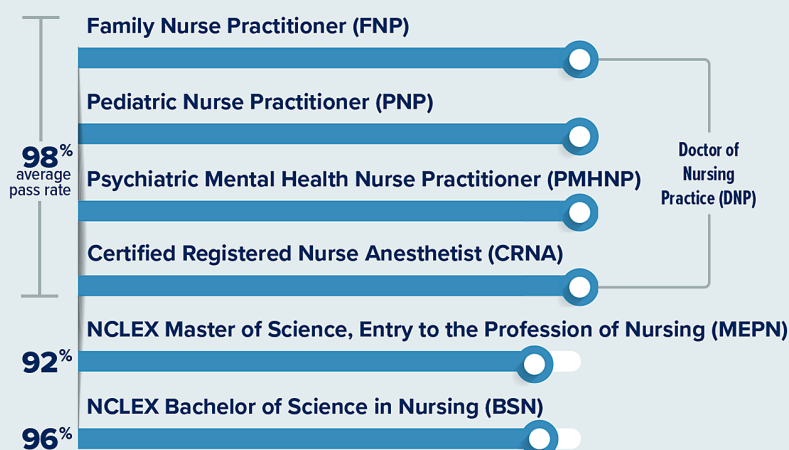 Family Nurse Practitioner (FNP)
Pediatric Nurse Practitioner (PNP)
98%
average
pass rate
Psychiatric Mental Health Nurse Practitioner (PMHNP)
Doctor of
Nursing
Practice (DNP)
Certified Registered Nurse Anesthetist (CRNA)
NCLEX Master of Science, Entry to the Profession of Nursing (MEPN)
92%
NCLEX Bachelor of Science in Nursing (BSN)
96%